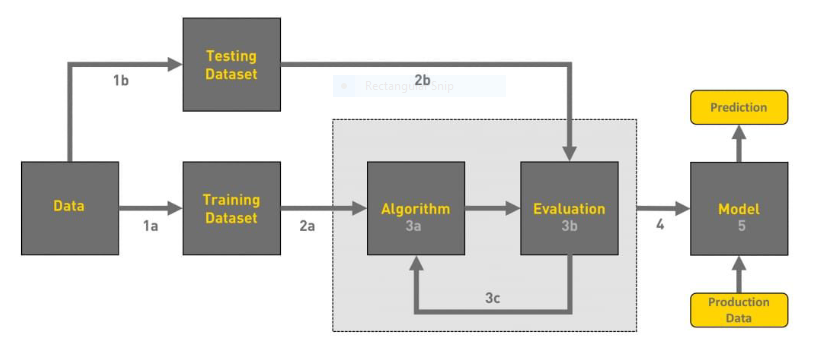 Testing
Dataset
1b
2b
Rectangular Snip
Prediction
Data
1a
Training
Dataset
2a
Algorithm
3a
Evaluation
3b
4
Model
5
3c
Production
Data